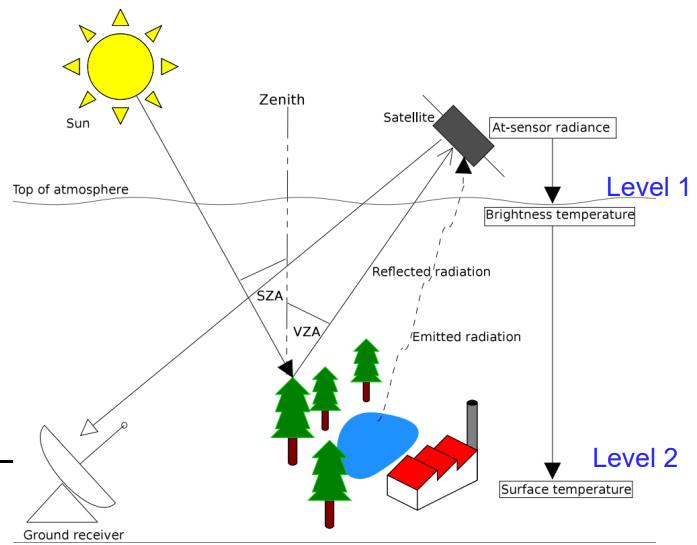 Zenith
Sun
Satellite
At-sensor radiance
Top of atmosphere
Level 1
Brightness temperature
Reflected radiation
SZA
VZA
Emitted radiation
Level 2
Surface temperature
Ground receiver